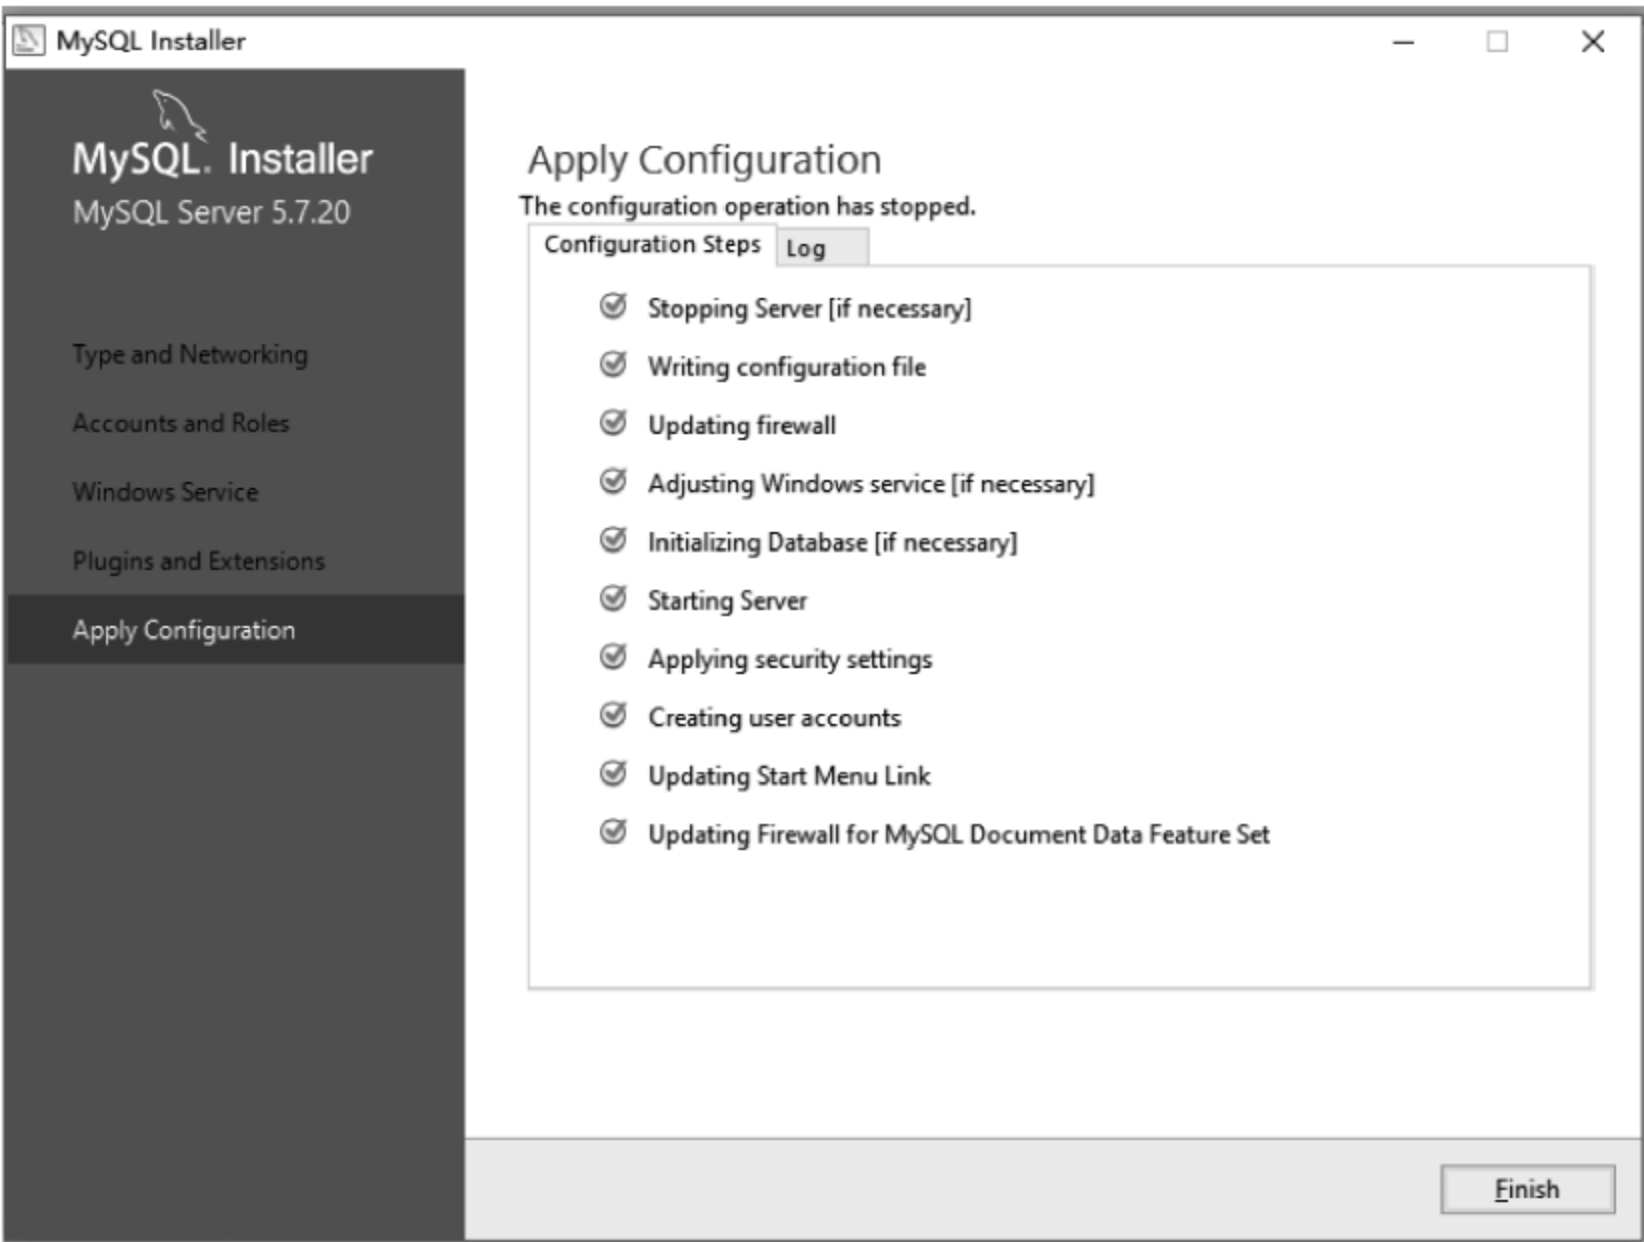 MySQL Installer
MySQL. Installer
MySQL Server 5.7.20
Type and Networking
Accounts and Roles
Windows Service
Plugins and Extensions
Apply Configuration
Apply Configuration
The configuration operation has stopped.
Configuration Steps
Log
Stopping Server [if necessary]
Writing configuration file
Updating firewall
Adjusting Windows service [if necessary]
Initializing Database [if necessary]
Starting Server
Applying security settings
Creating user accounts
Updating Start Menu Link
Updating Firewall for MySQL Document Data Feature Set
Finish